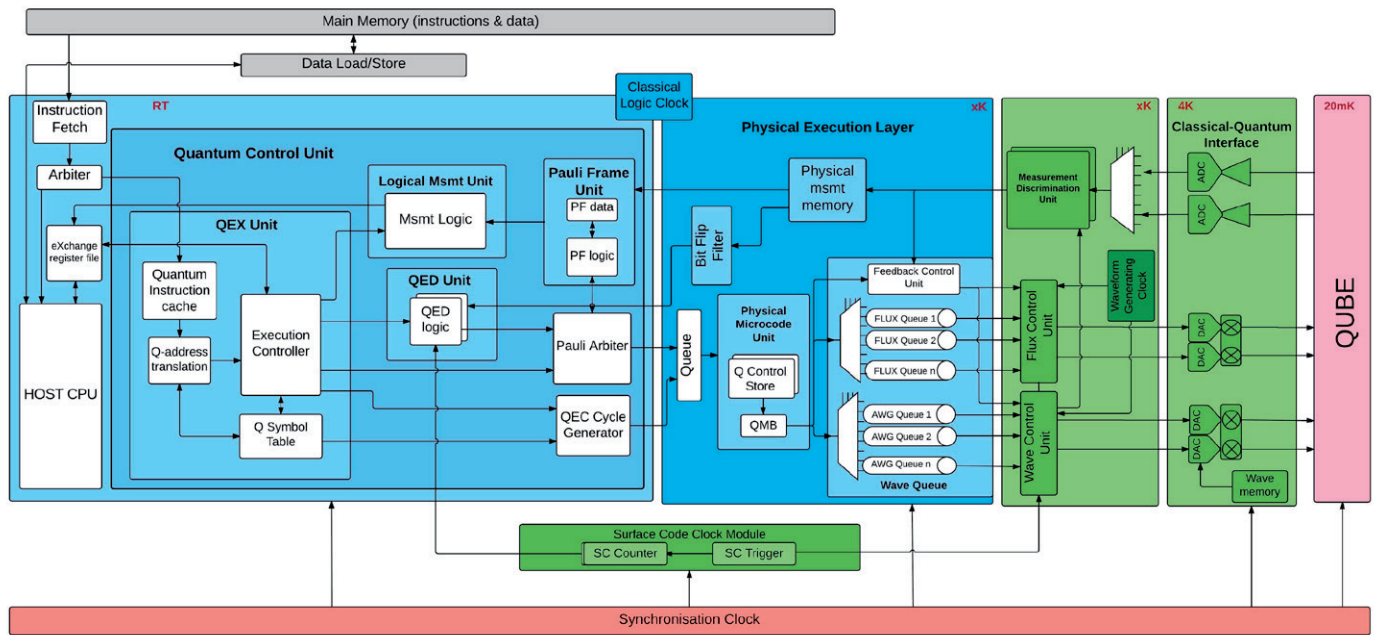 Main Memory (instructions & data)
Data Load/Store
Classical
Logic Clock
RT
Instruction
Fetch
Arbiter
eXchange
register file
HOST CPU
Quantum Control Unit
QEX Unit
Quantum
Instruction
cache
Q-address
translation
Execution
Controller
Q Symbol
Table
Logical Msmt Unit
Msmt Logic
QED Unit
QED
logic
Pauli Frame
Unit
PF data
PF logic
Pauli Arbiter
QEC Cycle
Generator
xK
Physical Execution Layer
Physical
msmt
memory
Bit Flip
Filter
Queue
Physical
Microcode
Unit
Q Control
Store
QMB
Feedback Control
Unit
FLUX Queue 1
FLUX Queue 2
FLUX Queue n
AWG Queue 1
AWG Queue 2
AWG Queue n
Wave Queue
xK
Measurement
Discrimination
Unit
Waveform
Generating
Clock
Flux Control
Unit
Wave Control
Unit
4K
Classical-Quantum
Interface
ADC
ADC
DAC
DAC
DAC
DAC
Wave
memory
20mK
QUBE
Surface Code Clock Module
SC Counter
SC Trigger
Synchronisation Clock